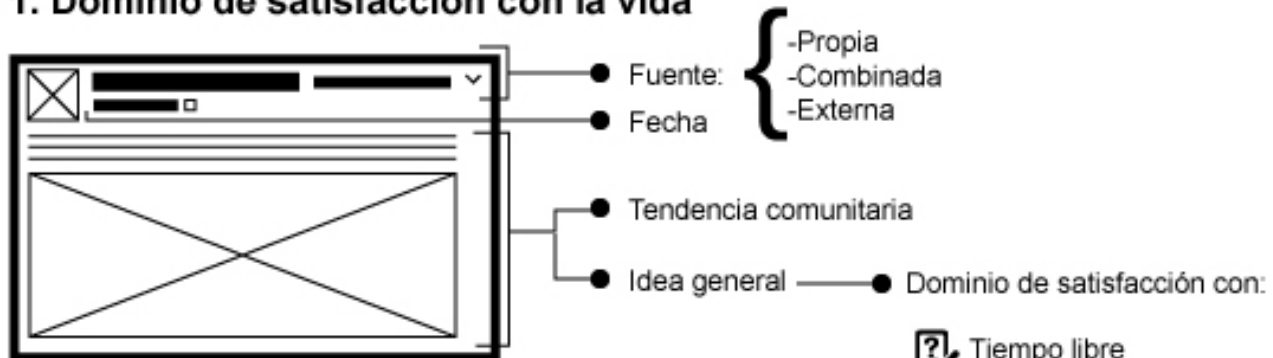 1. Dominio de satisfacción con la vida
Fuente:
-Propia
-Combinada
-Externa
Fecha
Tendencia comunitaria
Idea general
Dominio de satisfacción con:
Tiempo libre